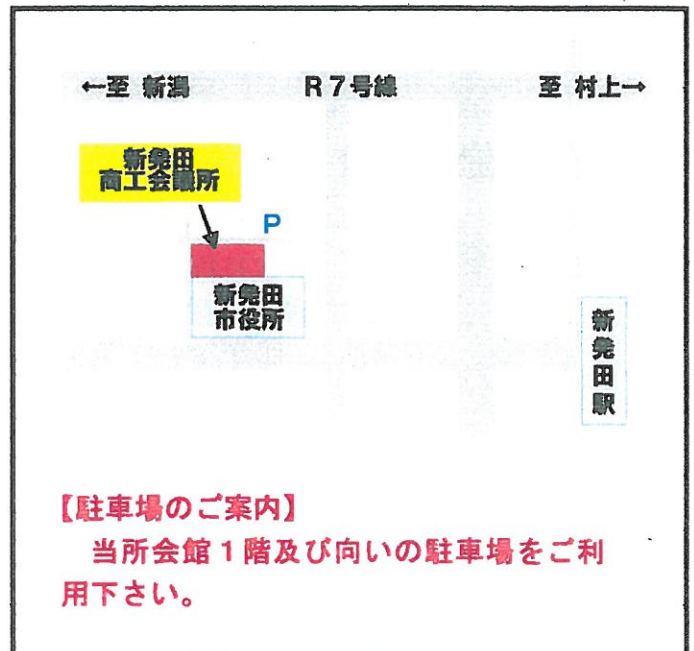 ←至 新潟 R7号線 至 村上→
新発田
商工会議所
P
新発田
市役所
新発田駅
【駐車場のご案内】
当所会館1階及び向いの駐車場をご利
用下さい。